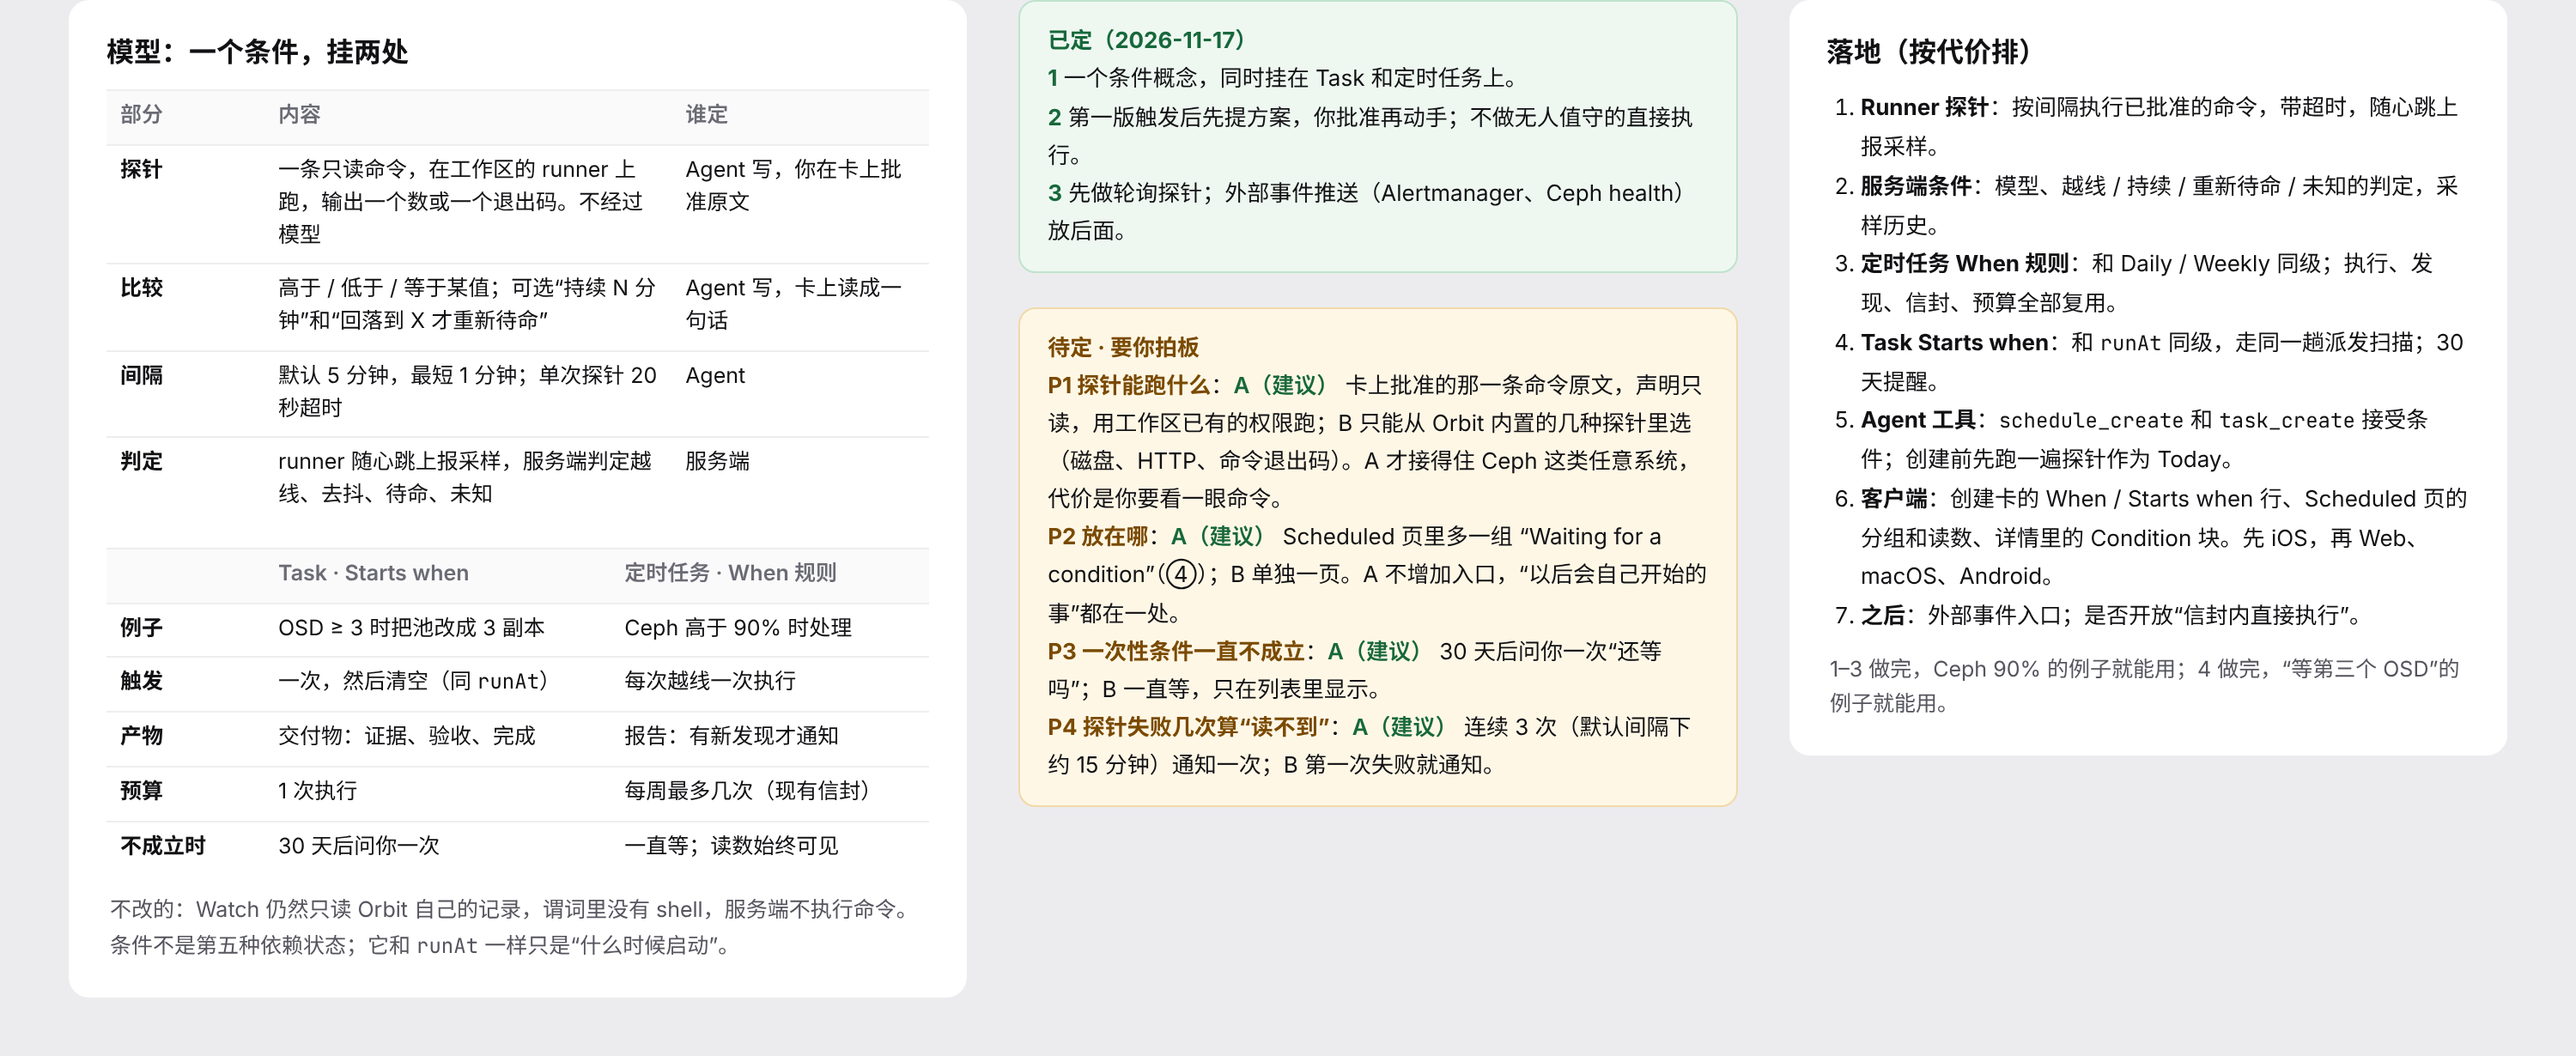 模型：一个条件，挂两处
部分 内容 谁定
探针 一条只读命令，在工作区的 runner 上 Agent 写，你在卡上批
跑，输出一个数或一个退出码。不经过 准原文
模型
比较 高于 / 低于 / 等于某值；可选“持续 N 分 Agent 写，卡上读成一
钟”和“回落到 X 才重新待命” 句话
间隔 默认 5 分钟，最短 1 分钟；单次探针 20 Agent
秒超时
判定 runner 随心跳上报采样，服务端判定越 服务端
线、去抖、待命、未知
Task · Starts when 定时任务 · When 规则
例子 OSD ≥ 3 时把池改成 3 副本 Ceph 高于 90% 时处理
触发 一次，然后清空（同 runAt） 每次越线一次执行
产物 交付物：证据、验收、完成 报告：有新发现才通知
预算 1 次执行 每周最多几次（现有信封）
不成立时 30 天后问你一次 一直等；读数始终可见
不改的：Watch 仍然只读 Orbit 自己的记录，谓词里没有 shell，服务端不执行命令。
条件不是第五种依赖状态；它和 runAt 一样只是“什么时候启动”。
已定（2026-11-17）
1 一个条件概念，同时挂在 Task 和定时任务上。
2 第一版触发后先提方案，你批准再动手；不做无人值守的直接执
行。
3 先做轮询探针；外部事件推送（Alertmanager、Ceph health）
放后面。
待定 · 要你拍板
P1 探针能跑什么：A（建议） 卡上批准的那一条命令原文，声明只
读，用工作区已有的权限跑；B 只能从 Orbit 内置的几种探针里选
（磁盘、HTTP、命令退出码）。A 才接得住 Ceph 这类任意系统，
代价是你要看一眼命令。
P2 放在哪：A（建议） Scheduled 页里多一组 “Waiting for a
condition”（④）；B 单独一页。A 不增加入口，“以后会自己开始的
事”都在一处。
P3 一次性条件一直不成立：A（建议） 30 天后问你一次“还等
吗”；B 一直等，只在列表里显示。
P4 探针失败几次算“读不到”：A（建议） 连续 3 次（默认间隔下
约 15 分钟）通知一次；B 第一次失败就通知。
落地（按代价排）
1. Runner 探针：按间隔执行已批准的命令，带超时，随心跳上
报采样。
2. 服务端条件：模型、越线 / 持续 / 重新待命 / 未知的判定，采
样历史。
3. 定时任务 When 规则：和 Daily / Weekly 同级；执行、发
现、信封、预算全部复用。
4. Task Starts when：和 runAt 同级，走同一趟派发扫描；30
天提醒。
5. Agent 工具：schedule_create 和 task_create 接受条
件；创建前先跑一遍探针作为 Today。
6. 客户端：创建卡的 When / Starts when 行、Scheduled 页的
分组和读数、详情里的 Condition 块。先 iOS，再 Web、
macOS、Android。
7. 之后：外部事件入口；是否开放“信封内直接执行”。
1–3 做完，Ceph 90% 的例子就能用；4 做完，“等第三个 OSD”的
例子就能用。